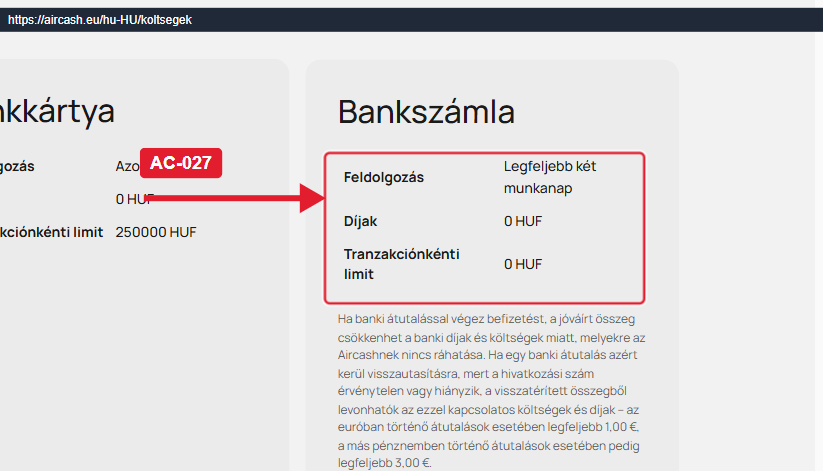 https://aircash.eu/hu-HU/koltsegek
nkkártya
gozás
Azo
0 HUF
kciónkénti limit 250000 HUF
AC-027
Bankszámla
Feldolgozás
Legfeljebb két
munkanap
Díjak
0 HUF
Tranzakciónkénti
limit
0 HUF
Ha banki átutalással végez befizetést, a jóváírt összeg
csökkenhet a banki díjak és költségek miatt, melyekre az
Aircashnek nincs ráhatása. Ha egy banki átutalás azért
kerül visszautasításra, mert a hivatkozási szám
érvénytelen vagy hiányzik, a visszatérített összegből
levonhatók az ezzel kapcsolatos költségek és díjak – az
euróban történő átutalások esetében legfeljebb 1,00 €,
a más pénznemben történő átutalások esetében pedig
legfeljebb 3,00 €.